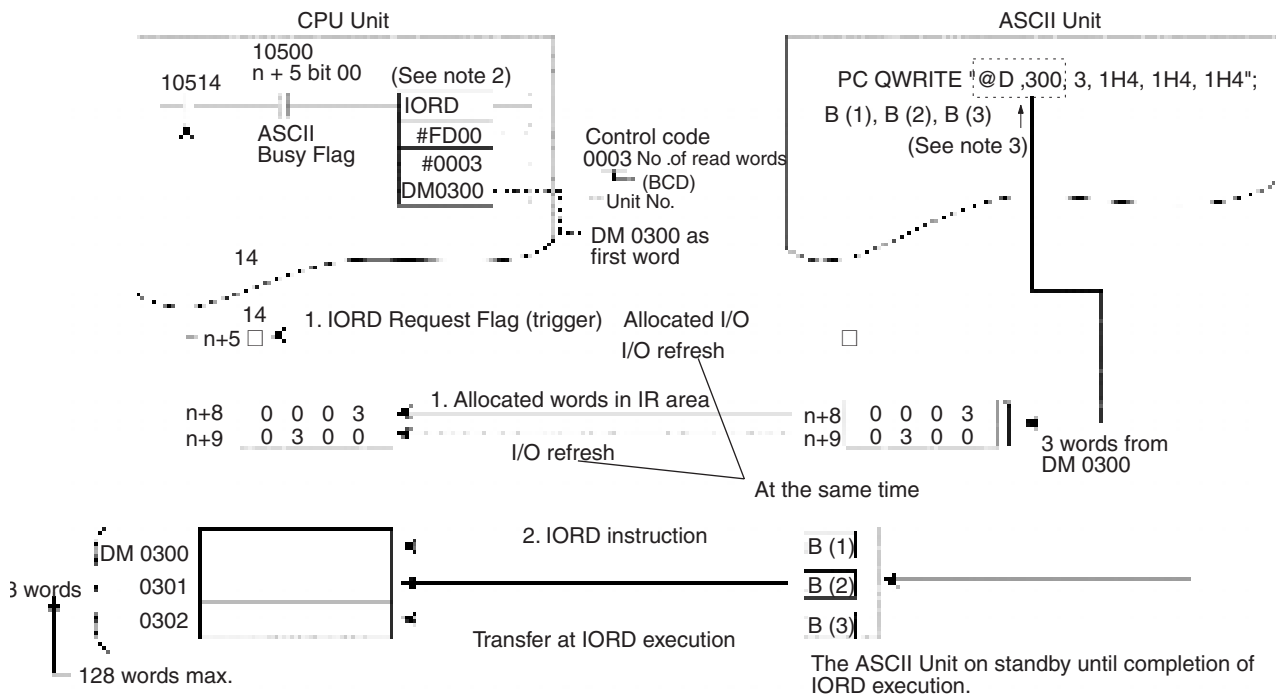 CPU Unit
ASCII Unit
10500
n + 5 bit 00
10514
(See note 2)
IORD
#FD00
#0003
DM0300
ASCII
Busy Flag
Control code
0003 No .of read words
(BCD)
Unit No.
DM 0300 as
first word
PC QWRITE "@D ,300, 3, 1H4, 1H4, 1H4";
B (1), B (2), B (3)
(See note 3)
14
14
n+5
1. IORD Request Flag (trigger)
Allocated I/O
I/O refresh
1. Allocated words in IR area
n+8 0 0 0 3
n+9 0 3 0 0
I/O refresh
n+8 0 0 0 3
n+9 0 3 0 0
3 words from
DM 0300
At the same time
DM 0300
0301
0302
words
128 words max.
2. IORD instruction
Transfer at IORD execution
B (1)
B (2)
B (3)
The ASCII Unit on standby until completion of
IORD execution.